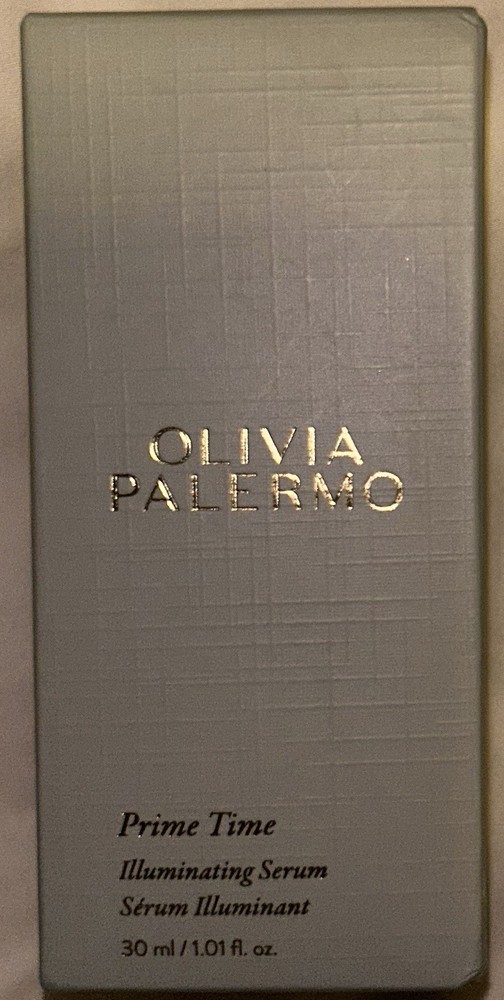 OLIVIA
PALERMO
Prime Time
Illuminating Serum
Sérum Illuminant
30 ml / 1.01 fl. oz.